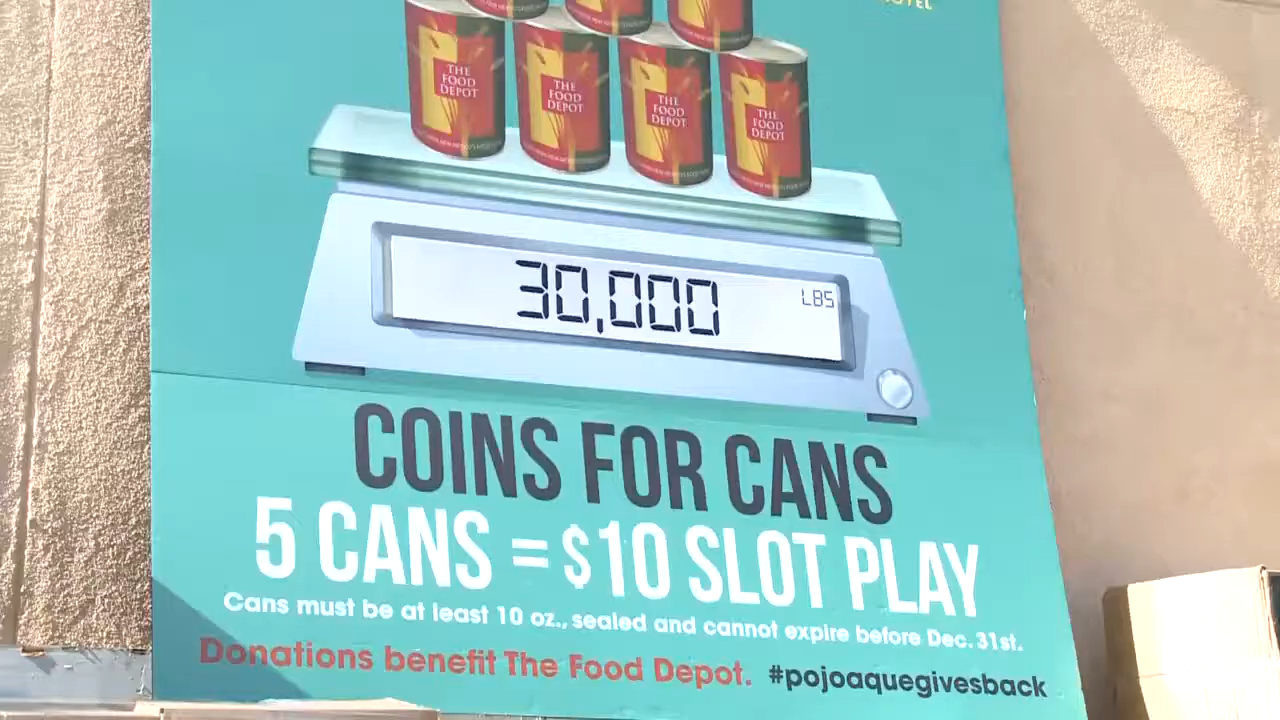 HOTEL
THE
FOOD
DEPOT
THE
FOOD
DEPOT
THE
FOOD
DEPOT
THE
FOOD
DEPOT
30,000
LBS
COINS FOR CANS
5 CANS = $10 SLOT PLAY
Cans must be at least 10 oz., sealed and cannot expire before Dec. 31st.
Donations benefit The Food Depot. #pojoaquegivesback